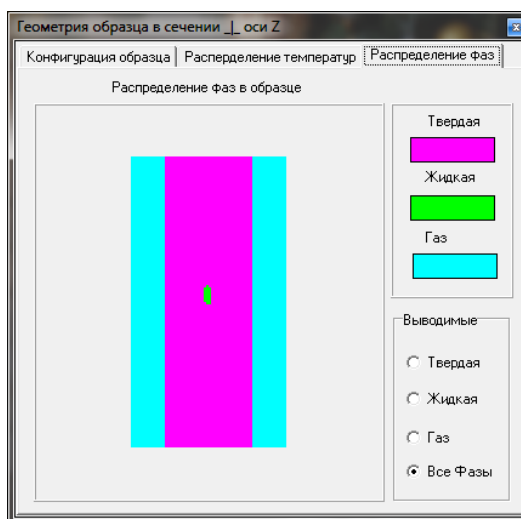 Геометрия образца в сечении _|_ оси Z
Конфигурация образца
Расперделение температур
Распределение фаз
Распределение фаз в образце
Твердая
Жидкая
Газ
Выводимые
Твердая
Жидкая
Газ
Все Фазы